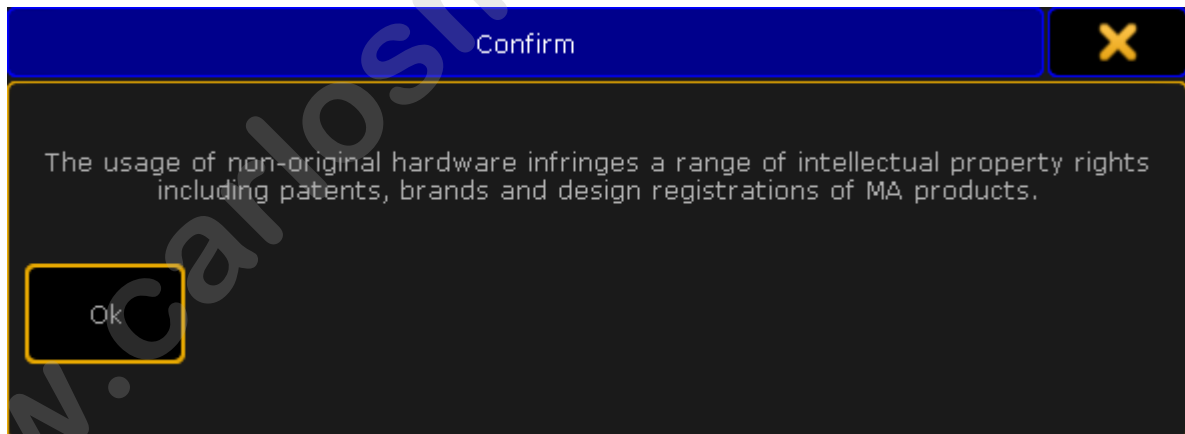 Confirm
The usage of non-original hardware infringes a range of intellectual property rights
including patents, brands and design registrations of MA products.
Ok